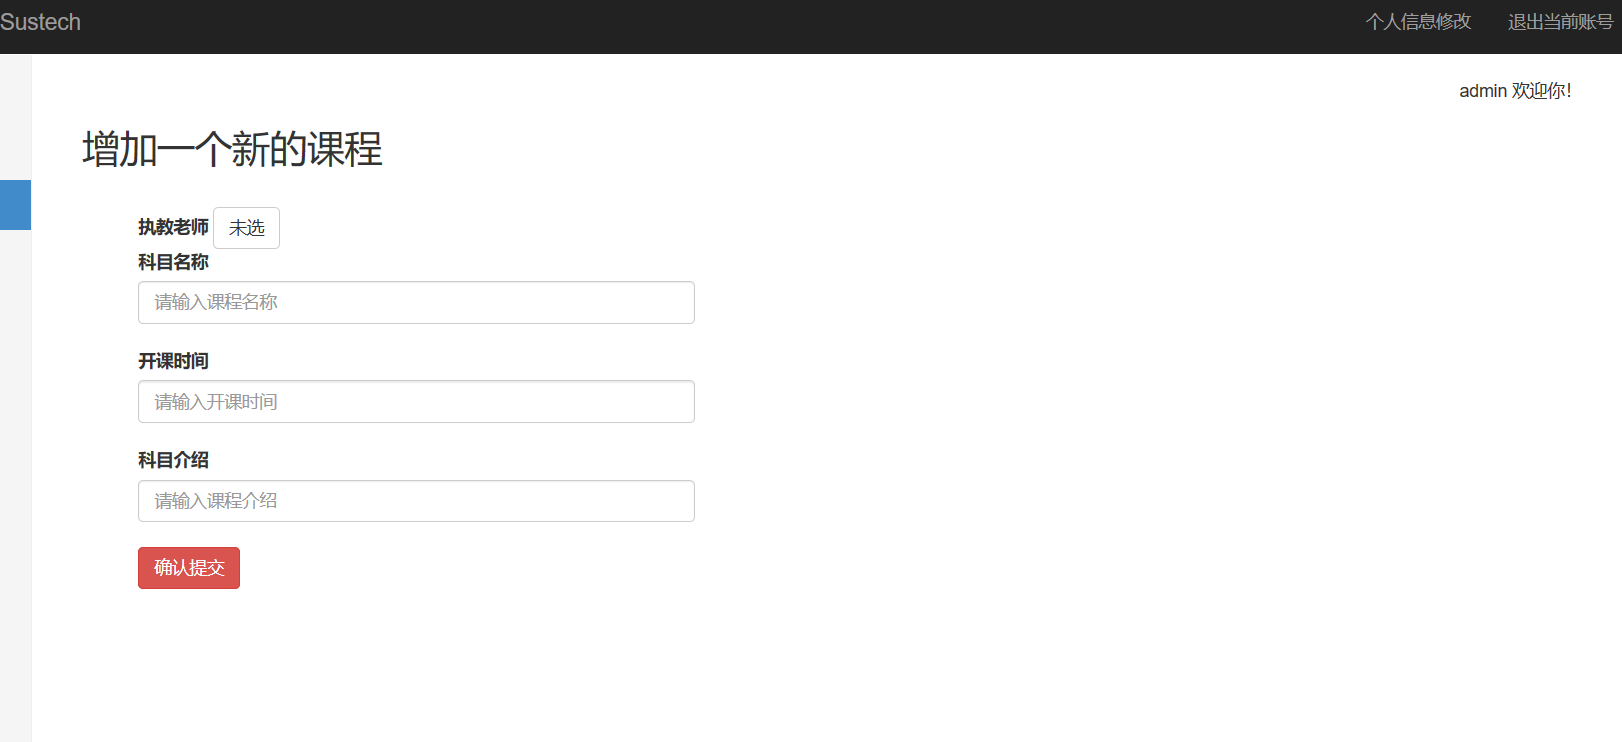 Sustech 个人信息修改 退出当前账号
admin 欢迎你!
增加一个新的课程
执教老师 未选
科目名称
请输入课程名称
开课时间
请输入开课时间
科目介绍
请输入课程介绍
确认提交